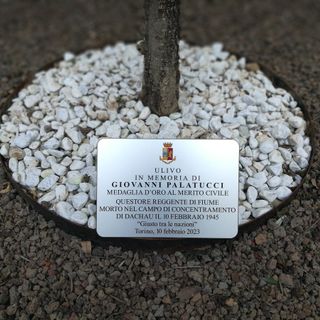 ULIVO
IN MEMORIA DI
GIOVANNI PALATUCCI
MEDAGLIA D'ORO AL MERITO CIVILE
QUESTORE REGGENTE DI FIUME
MORTO NEL CAMPO DI CONCENTRAMENTO
DI DACHAU IL 10 FEBBRAIO 1945
"Giusto tra le nazioni"
Torino, 10 febbraio 2023